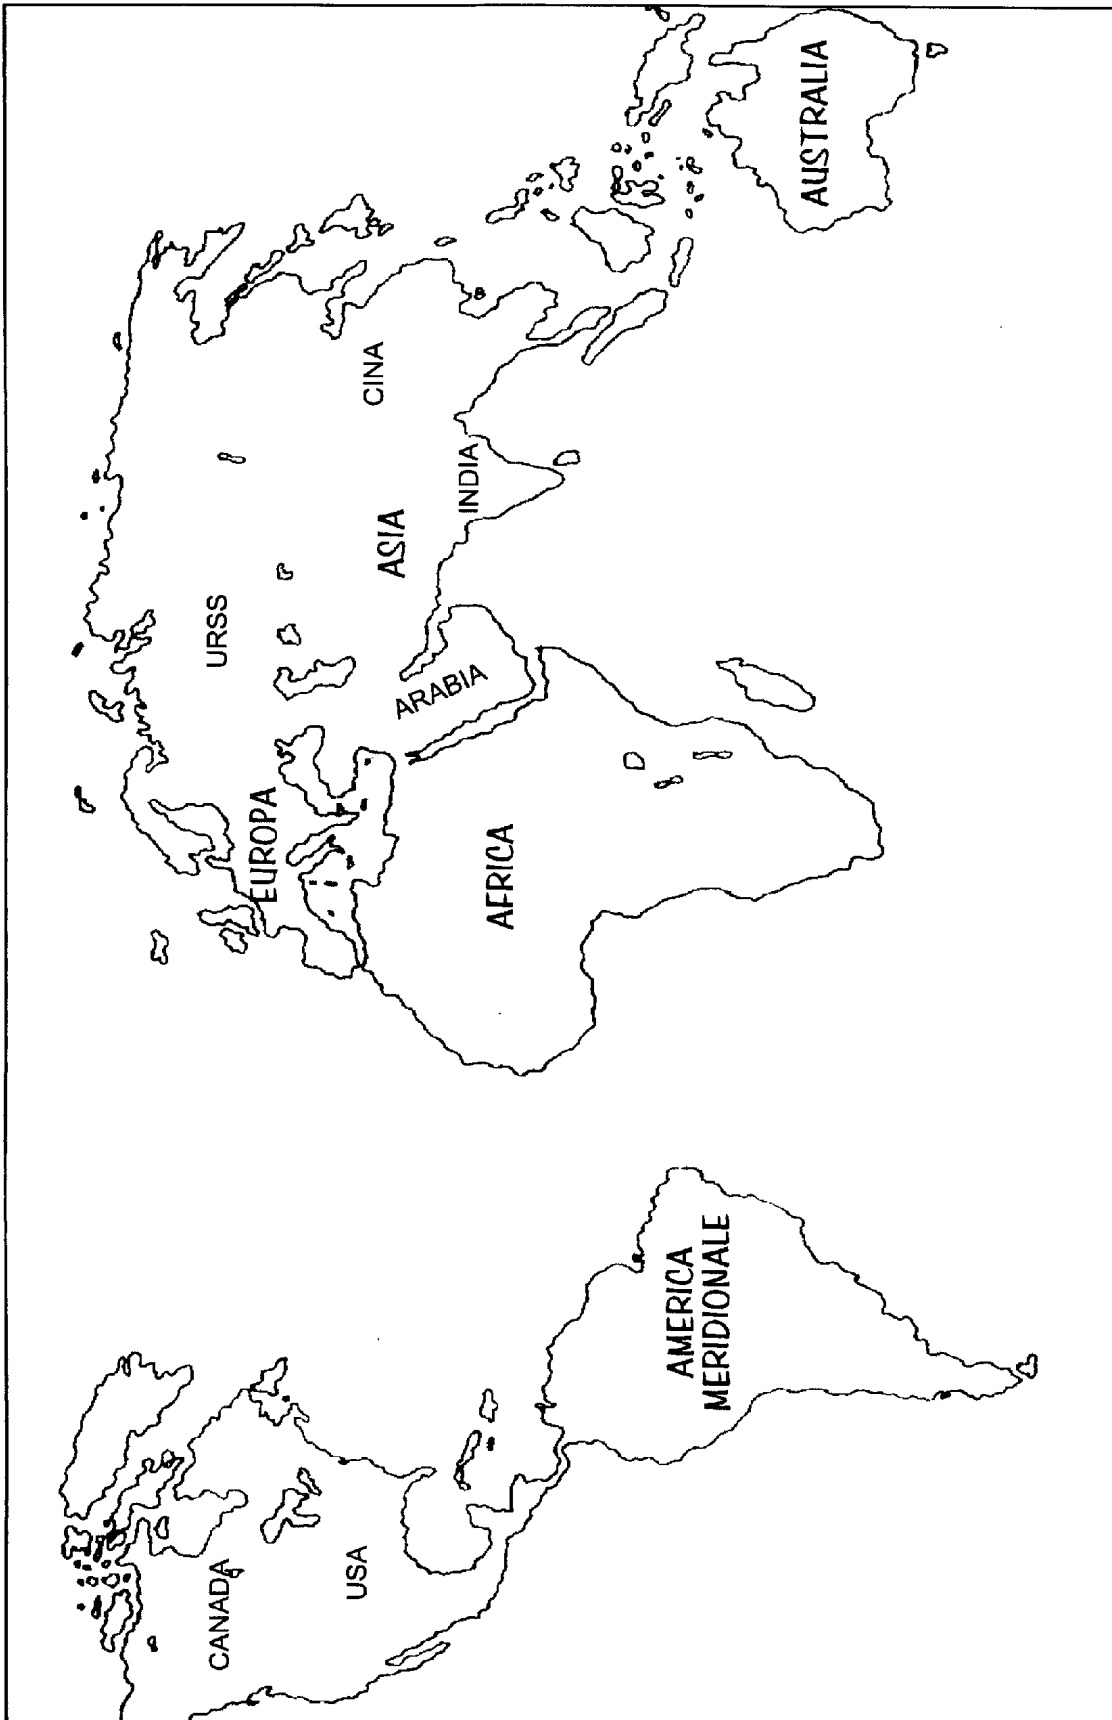 CANADA
USA
AMERICA
MERIDIONALE
EUROPA
URSS
ASIA
CINA
ARABIA
INDIA
AFRICA
AUSTRALIA